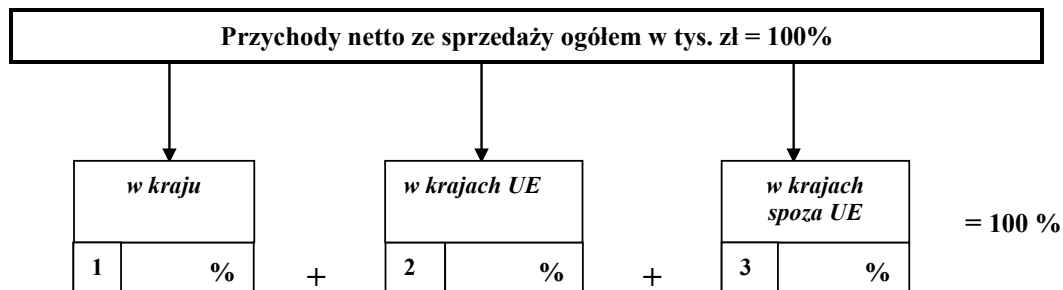 Przychody netto ze sprzedaży ogółem w tys. zł = 100%
w kraju
w krajach UE
w krajach
spoza UE
= 100 %
1 % + 2 % + 3 %